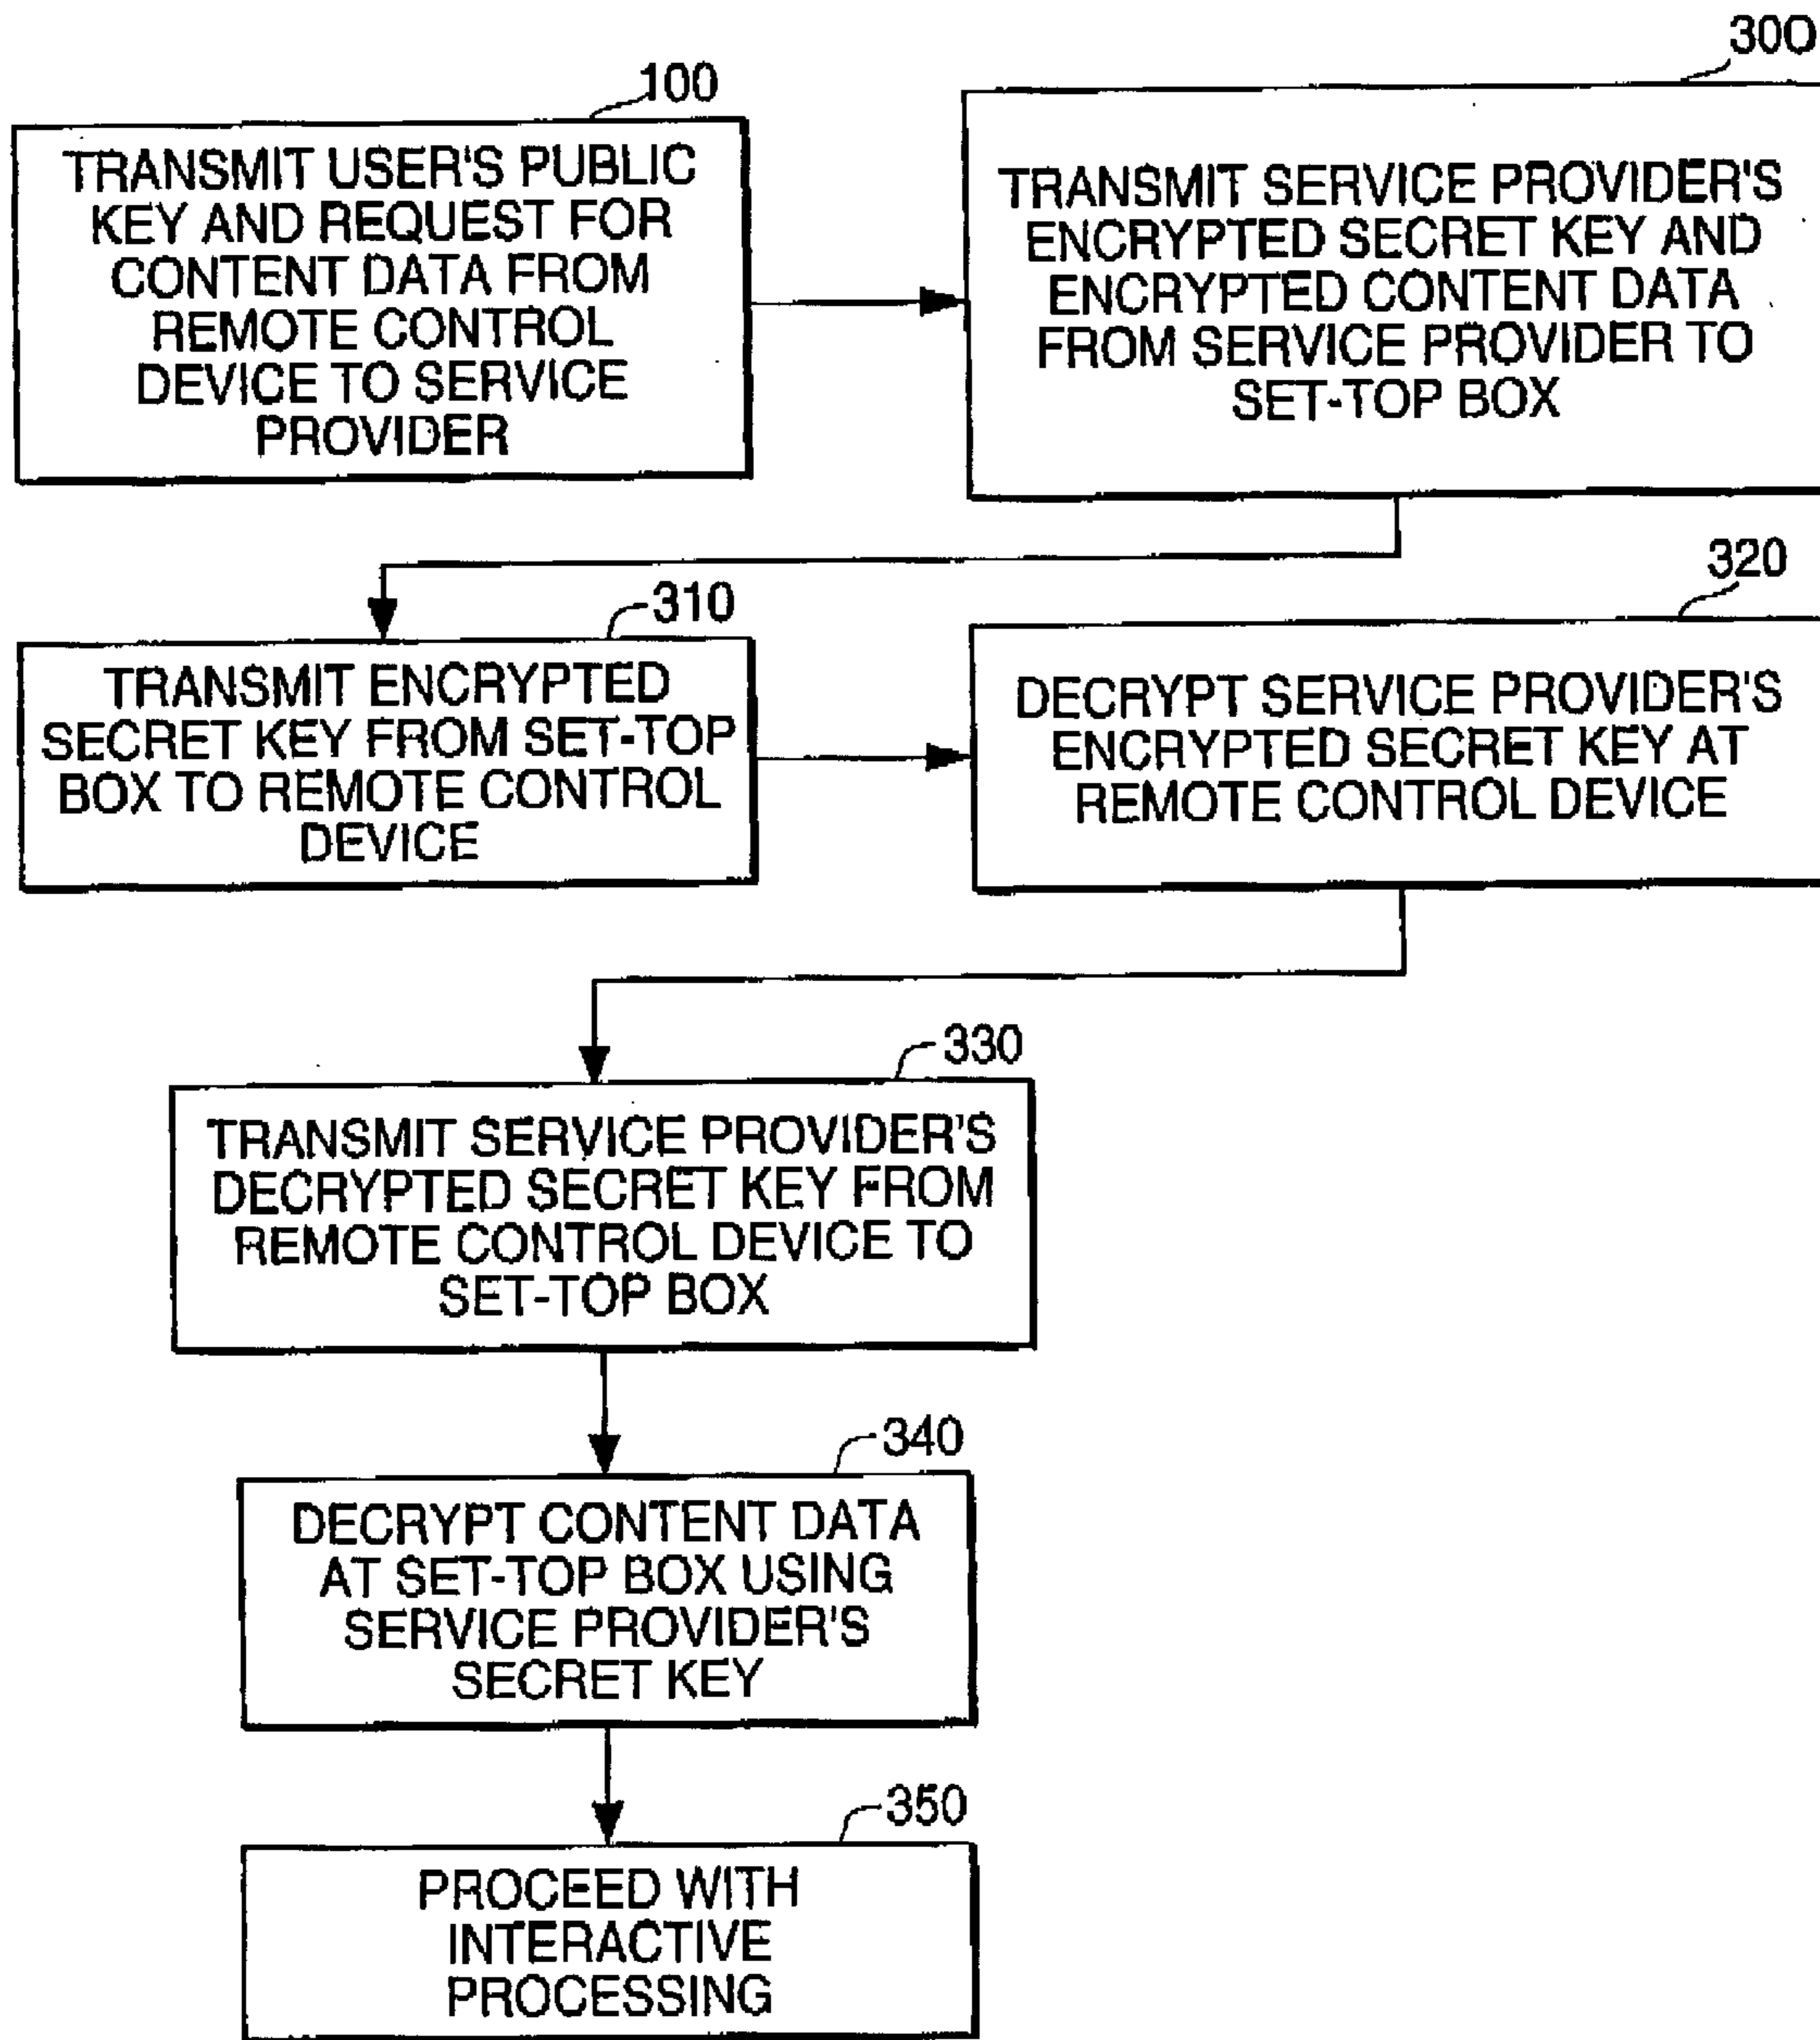 100
TRANSMIT USER'S PUBLIC
KEY AND REQUEST FOR
CONTENT DATA FROM
REMOTE CONTROL
DEVICE TO SERVICE
PROVIDER
300
TRANSMIT SERVICE PROVIDER'S
ENCRYPTED SECRET KEY AND
ENCRYPTED CONTENT DATA
FROM SERVICE PROVIDER TO
SET-TOP BOX
310
TRANSMIT ENCRYPTED
SECRET KEY FROM SET-TOP
BOX TO REMOTE CONTROL
DEVICE
320
DECRYPT SERVICE PROVIDER'S
ENCRYPTED SECRET KEY AT
REMOTE CONTROL DEVICE
330
TRANSMIT SERVICE PROVIDER'S
DECRYPTED SECRET KEY FROM
REMOTE CONTROL DEVICE TO
SET-TOP BOX
340
DECRYPT CONTENT DATA
AT SET-TOP BOX USING
SERVICE PROVIDER'S
SECRET KEY
350
PROCEED WITH
INTERACTIVE
PROCESSING